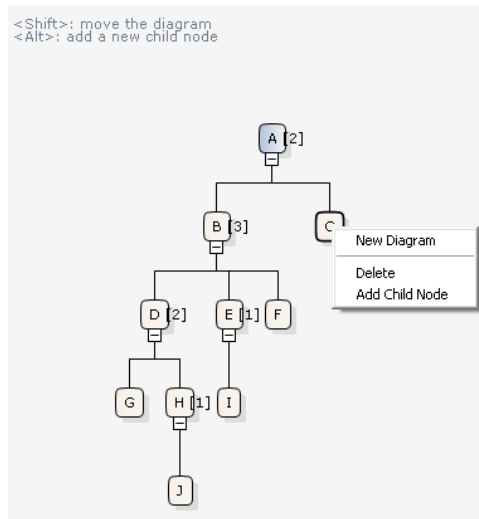 <Shift>: move the diagram
<Alt>: add a new child node
A [2]
B [3]
C
New Diagram
Delete
Add Child Node
D [2]
E [1]
F
G
H [1]
I
J